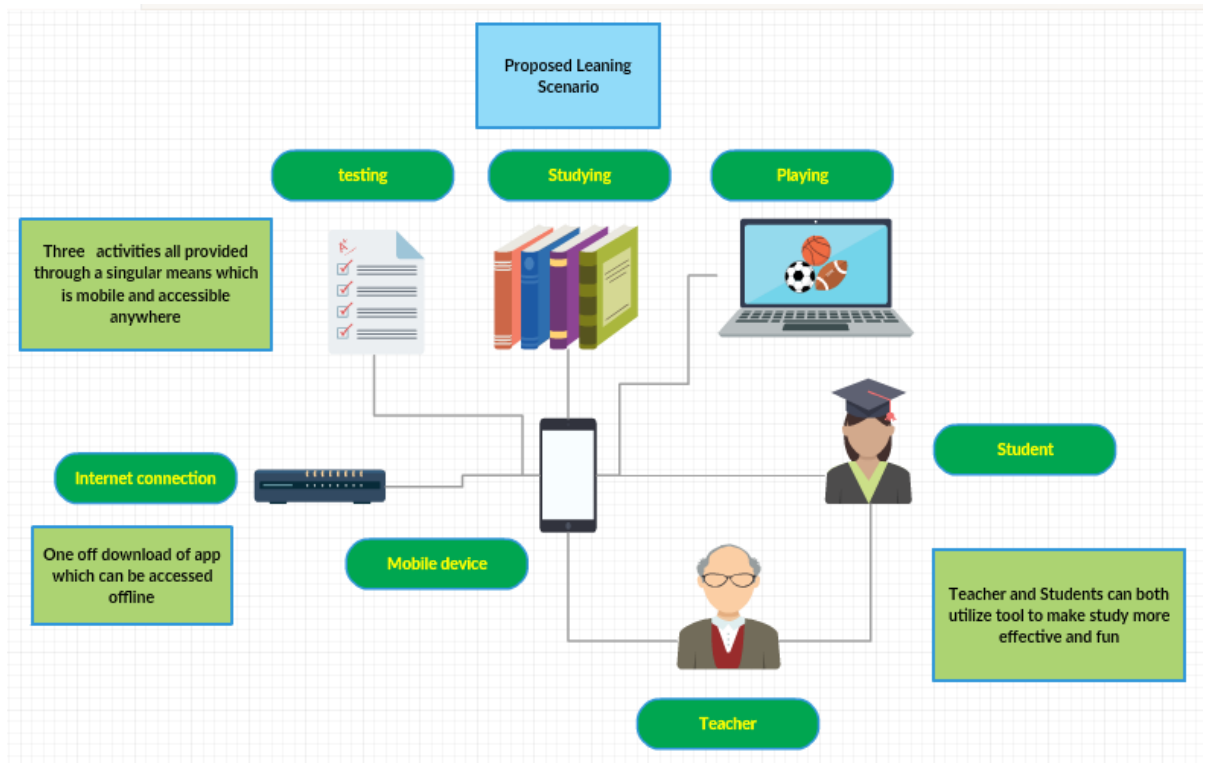 Proposed Leaning
Scenario
testing
Studying
Playing
Three activities all provided
through a singular means which
is mobile and accessible
anywhere
Student
Internet connection
One off download of app
which can be accessed
offline
Mobile device
Teacher and Students can both
utilize tool to make study more
effective and fun
Teacher